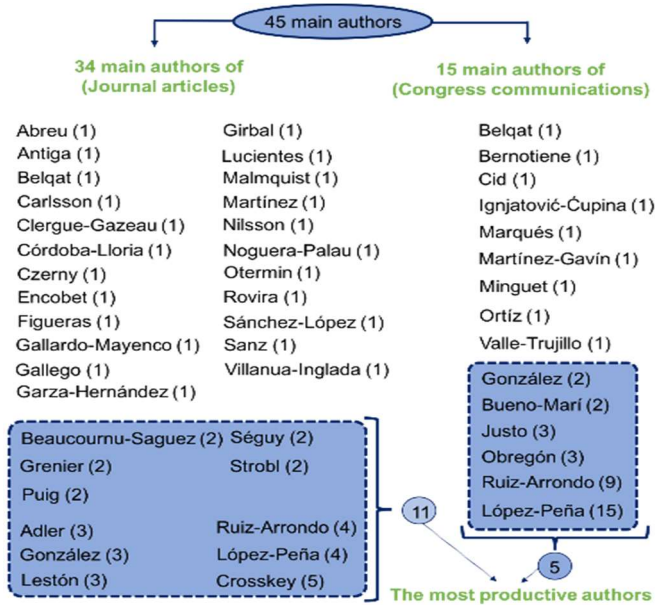 45 main authors
34 main authors of
(Journal articles)
Abreu (1)
Antiga (1)
Belqat (1)
Carlsson (1)
Clergue-Gazeau (1)
Córdoba-Lloria (1)
Czerny (1)
Encobet (1)
Figueras (1)
Gallardo-Mayenco (1)
Gallego (1)
Garza-Hernández (1)
Girbal (1)
Lucientes (1)
Malmquist (1)
Martínez (1)
Nilsson (1)
Noguera-Palau (1)
Otermin (1)
Rovira (1)
Sánchez-López (1)
Sanz (1)
Villanua-Inglada (1)
Beaucournu-Saguez (2)
Grenier (2)
Puig (2)
Adler (3)
González (3)
Lestón (3)
Séguy (2)
Strobl (2)
Ruiz-Arrondo (4)
López-Peña (4)
Crosskey (5)
11
15 main authors of
(Congress communications)
Belqat (1)
Bernotiene (1)
Cid (1)
Ignjatović-Ćupina (1)
Marqués (1)
Martínez-Gavín (1)
Minguet (1)
Ortíz (1)
Valle-Trujillo (1)
González (2)
Bueno-Marí (2)
Justo (3)
Obregón (3)
Ruiz-Arrondo (9)
López-Peña (15)
5
The most productive authors